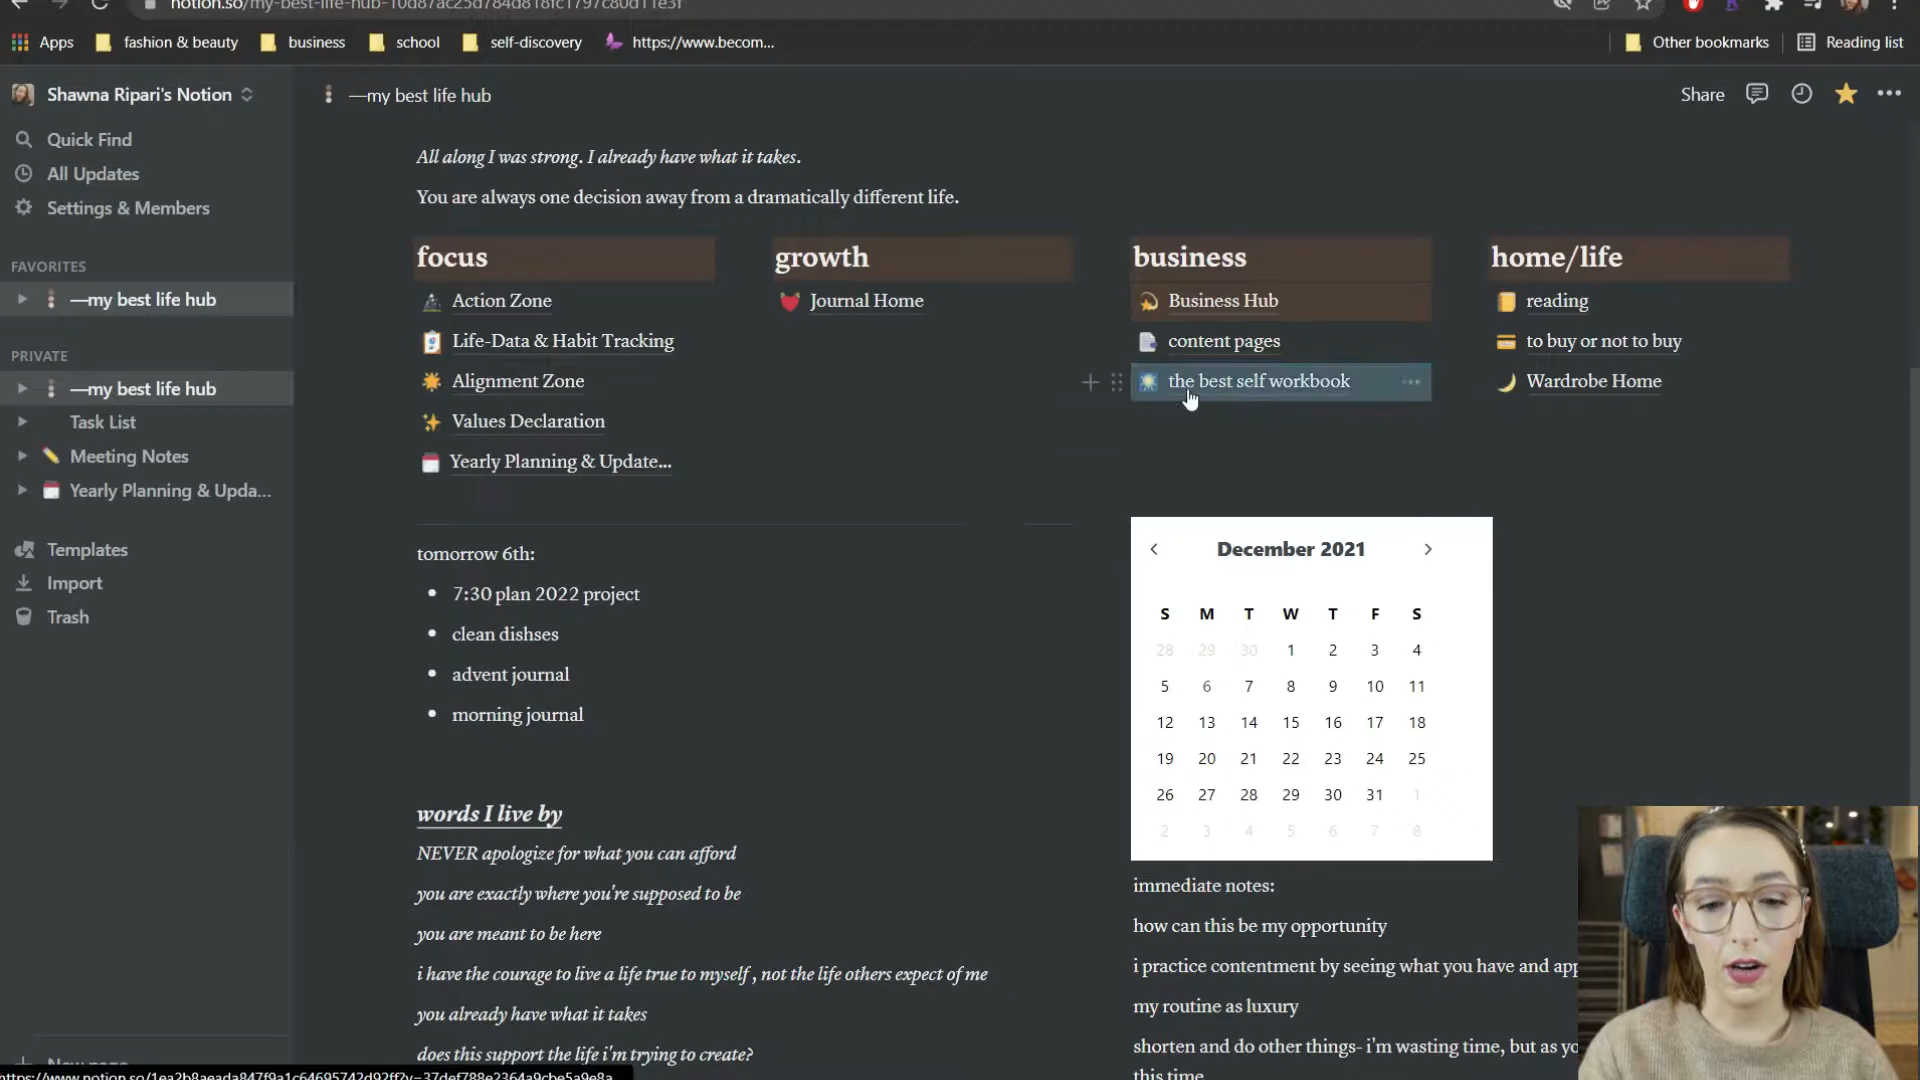 notion.so/my-best-life-hub-10d87ac25d784d818fc1797c80d11e3f
Apps
fashion & beauty
business
school
self-discovery
https://www.becom...
Other bookmarks
Reading list
Shawna Ripari's Notion
Quick Find
All Updates
Settings & Members
FAVORITES
—my best life hub
PRIVATE
—my best life hub
Task List
Meeting Notes
Yearly Planning & Upda...
Templates
Import
Trash
New page
—my best life hub
Share
All along I was strong. I already have what it takes.
You are always one decision away from a dramatically different life.
focus
Action Zone
Life-Data & Habit Tracking
Alignment Zone
Values Declaration
Yearly Planning & Update...
growth
Journal Home
business
Business Hub
content pages
the best self workbook
home/life
reading
to buy or not to buy
Wardrobe Home
tomorrow 6th:
• 7:30 plan 2022 project
• clean dishses
• advent journal
• morning journal
words I live by
NEVER apologize for what you can afford
you are exactly where you're supposed to be
you are meant to be here
i have the courage to live a life true to myself , not the life others expect of me
you already have what it takes
does this support the life i'm trying to create?
December 2021
S M T W T F S
28 29 30 1 2 3 4
5 6 7 8 9 10 11
12 13 14 15 16 17 18
19 20 21 22 23 24 25
26 27 28 29 30 31 1
2 3 4 5 6 7 8
immediate notes:
how can this be my opportunity
i practice contentment by seeing what you have and app
my routine as luxury
shorten and do other things- i'm wasting time, but as yo
this time